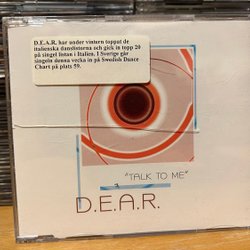 D.E.A.R. har under vintern toppat de
italienska danslistorna och gick in topp 20
på singel listan i Italien. I Sverige går
singeln denna vecka in på Swedish Dance
Chart på plats 59.
"TALK TO ME"
D.E.A.R.